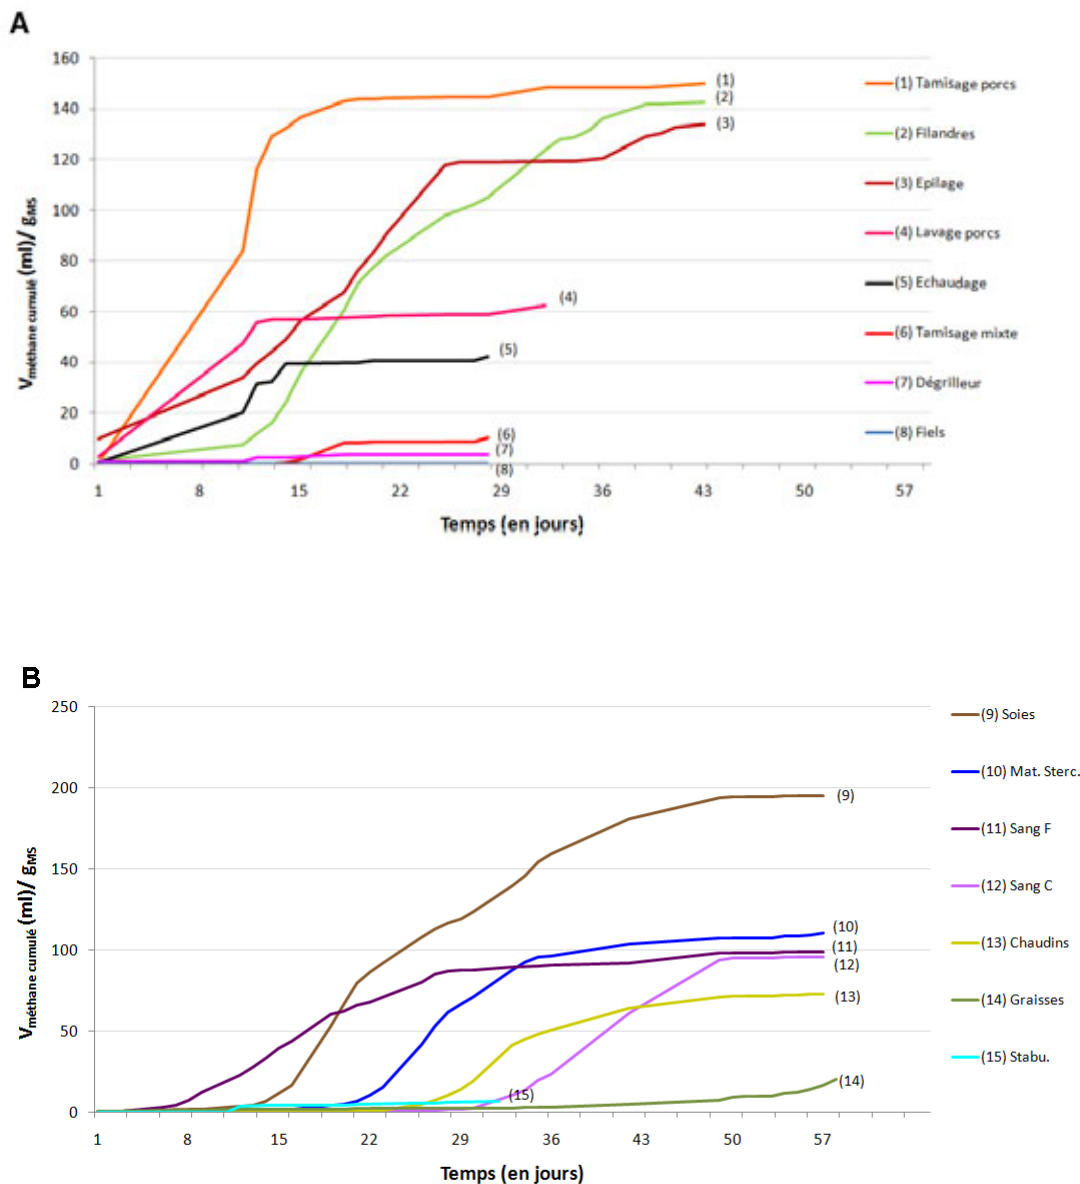 A
160
140
120
100
80
60
40
20
0
V méthane cumulé (ml)/ gMS
1 8 15 22 29 36 43 50 57
Temps (en jours)
(1)
(2)
(3)
(4)
(5)
(6)
(7)
(8)
(1) Tamisage porcs
(2) Filandres
(3) Epilage
(4) Lavage porcs
(5) Echaudage
(6) Tamisage mixte
(7) Dégrilleur
(8) Fiels
B
250
200
150
100
50
0
V méthane cumulé (ml)/ gMS
1 8 15 22 29 36 43 50 57
Temps (en jours)
(9)
(10)
(11)
(12)
(13)
(14)
(15)
(9) Soies
(10) Mat. Sterc.
(11) Sang F
(12) Sang C
(13) Chaudins
(14) Graisses
(15) Stabu.